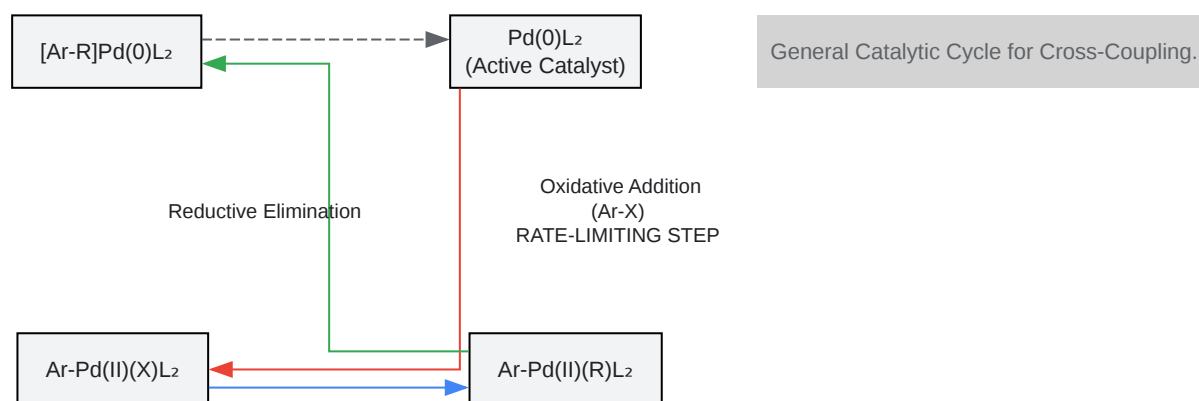 [Ar-R]Pd(0)L₂
Pd(0)L₂
(Active Catalyst)
General Catalytic Cycle for Cross-Coupling.
Oxidative Addition
(Ar-X)
RATE-LIMITING STEP
Reductive Elimination
Ar-Pd(II)(X)L₂
Ar-Pd(II)(R)L₂